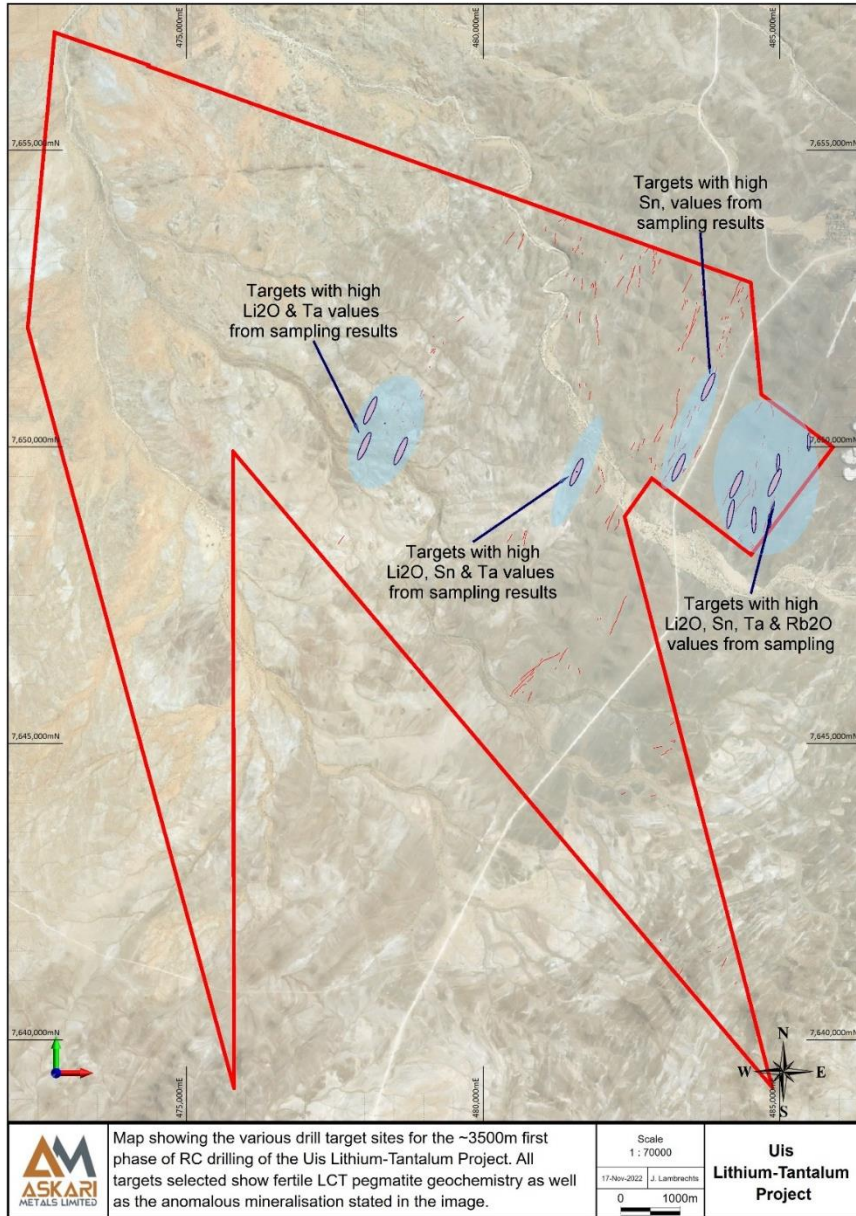 475,000mE
480,000mE
485,000mE
7,655,000mN
7,655,000mN
Targets with high
Sn, values from
sampling results
Targets with high
Li2O & Ta values
from sampling results
7,650,000mN
7,650,000mN
Targets with high
Li2O, Sn & Ta values
from sampling results
Targets with high
Li2O, Sn, Ta & Rb2O
values from sampling
7,645,000mN
7,645,000mN
7,640,000mN
7,640,000mN
N
W
E
S
475,000mE
480,000mE
485,000mE
AM
ASKARI
METALS LIMITED
Map showing the various drill target sites for the ~3500m first
phase of RC drilling of the Uis Lithium-Tantalum Project. All
targets selected show fertile LCT pegmatite geochemistry as well
as the anomalous mineralisation stated in the image.
Scale
1 : 70000
17-Nov-2022
J. Lambrechts
0 1000m
Uis
Lithium-Tantalum
Project